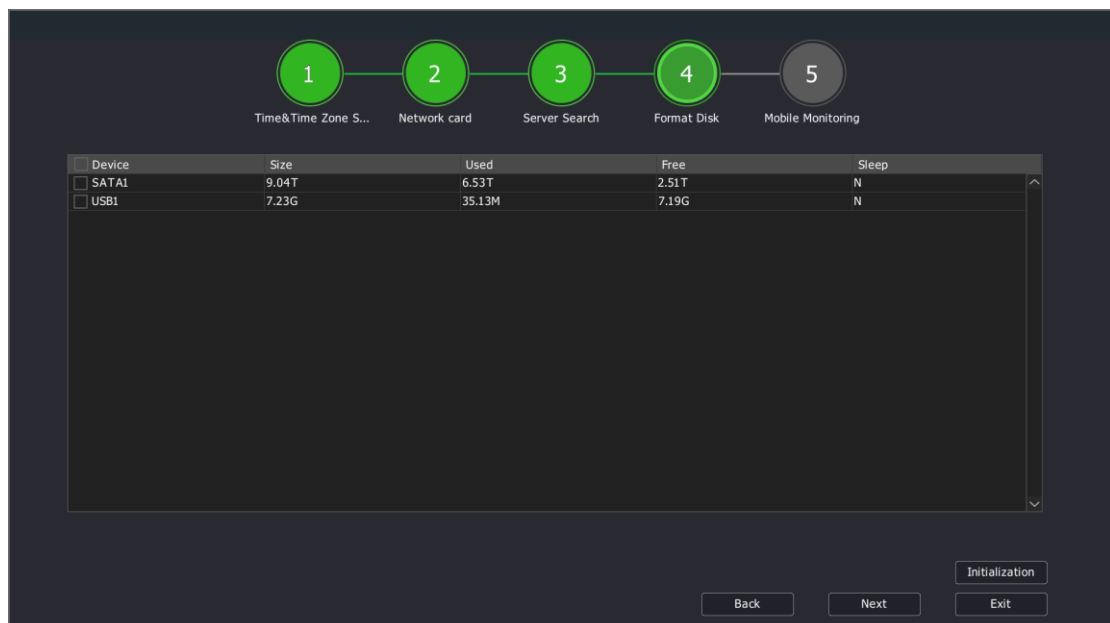 1 2 3 4 5
Time&Time Zone S... Network card Server Search Format Disk Mobile Monitoring
Device Size Used Free Sleep
SATA1 9.04T 6.53T 2.51T N
USB1 7.23G 35.13M 7.19G N
Initialization
Back Next Exit